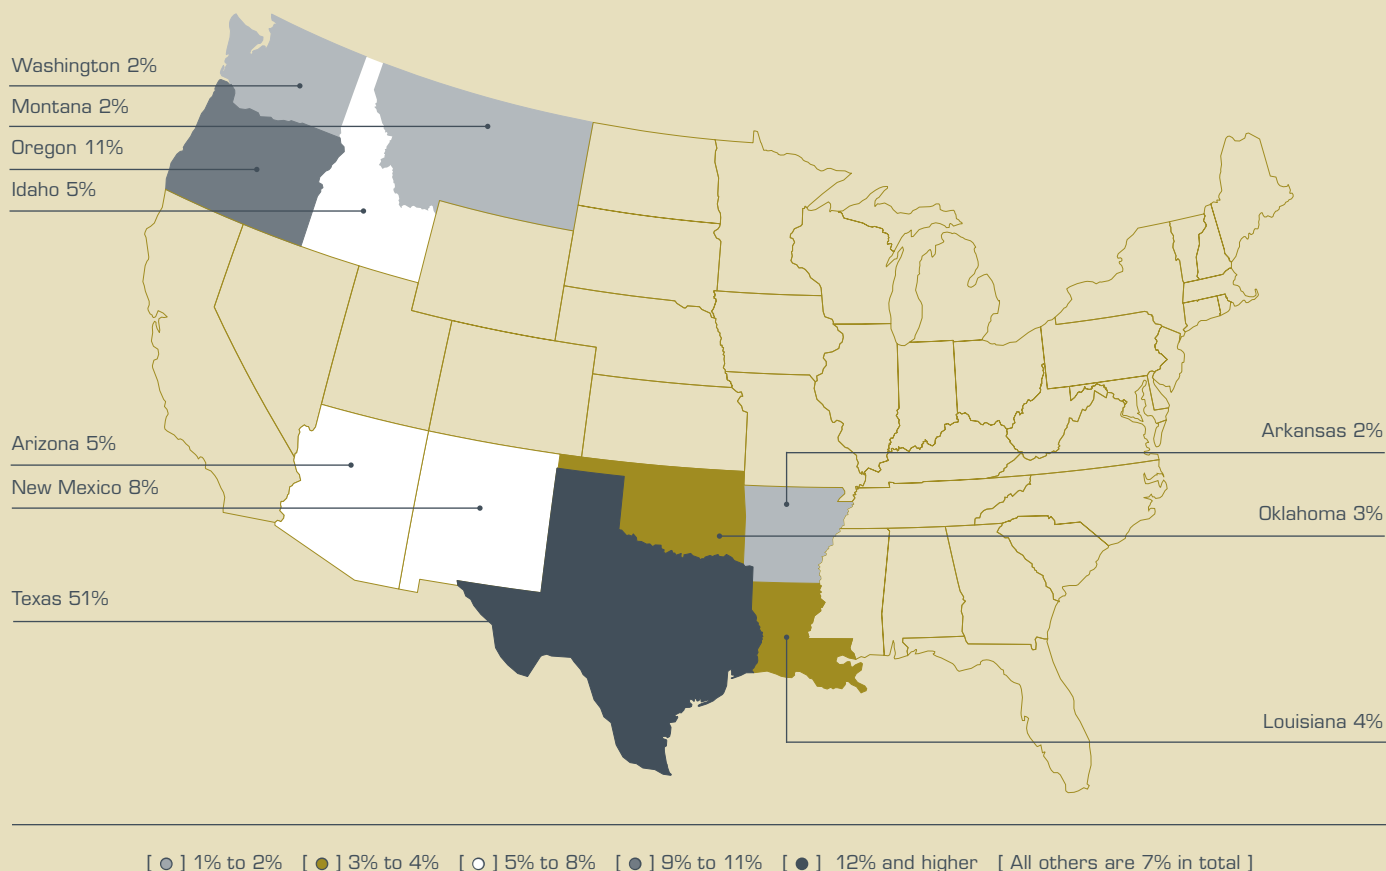 Washington 2%
Montana 2%
Oregon 11%
Idaho 5%
Arizona 5%
New Mexico 8%
Texas 51%
Arkansas 2%
Oklahoma 3%
Louisiana 4%
[ ] 1% to 2% [ ] 3% to 4% [ ] 5% to 8% [ ] 9% to 11% [ ] 12% and higher [ All others are 7% in total ]